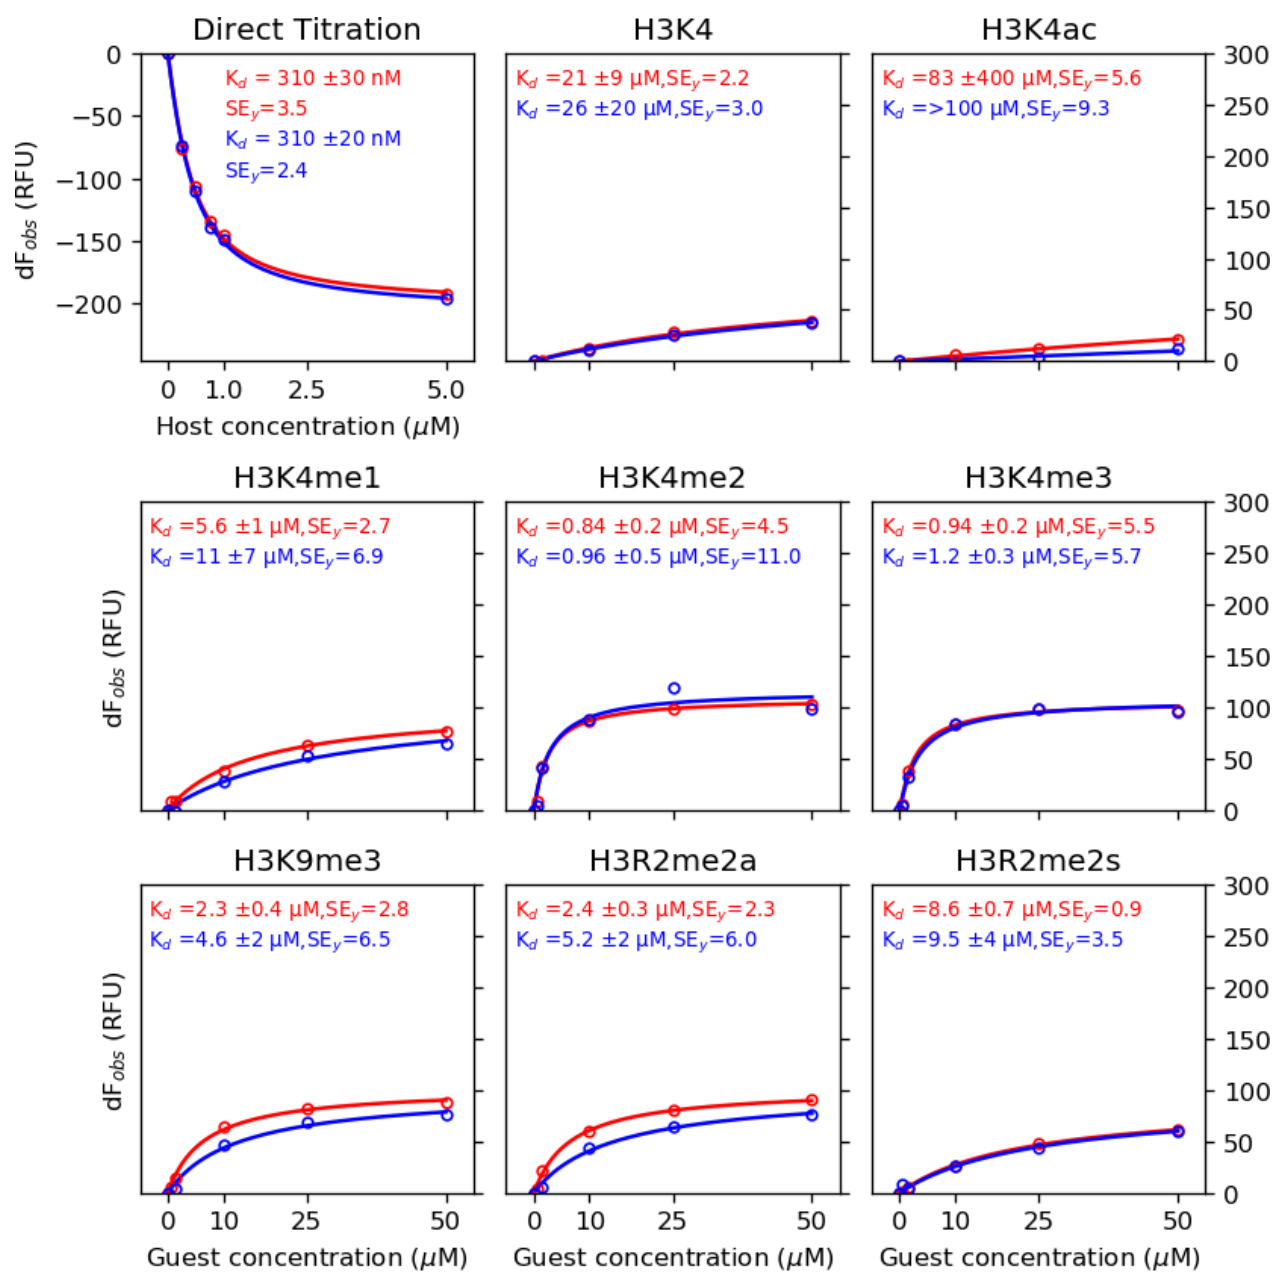 Direct Titration
H3K4
H3K4ac
K_d = 310 ±30 nM
SE_y=3.5
K_d = 310 ±20 nM
SE_y=2.4
K_d =21 ±9 µM,SE_y=2.2
K_d =26 ±20 µM,SE_y=3.0
K_d =83 ±400 µM,SE_y=5.6
K_d =>100 µM,SE_y=9.3
dF_obs (RFU)
0
−50
−100
−150
−200
300
250
200
150
100
50
0
0 1.0 2.5 5.0
Host concentration (µM)
H3K4me1
H3K4me2
H3K4me3
K_d =5.6 ±1 µM,SE_y=2.7
K_d =11 ±7 µM,SE_y=6.9
K_d =0.84 ±0.2 µM,SE_y=4.5
K_d =0.96 ±0.5 µM,SE_y=11.0
K_d =0.94 ±0.2 µM,SE_y=5.5
K_d =1.2 ±0.3 µM,SE_y=5.7
dF_obs (RFU)
300
250
200
150
100
50
0
H3K9me3
H3R2me2a
H3R2me2s
K_d =2.3 ±0.4 µM,SE_y=2.8
K_d =4.6 ±2 µM,SE_y=6.5
K_d =2.4 ±0.3 µM,SE_y=2.3
K_d =5.2 ±2 µM,SE_y=6.0
K_d =8.6 ±0.7 µM,SE_y=0.9
K_d =9.5 ±4 µM,SE_y=3.5
dF_obs (RFU)
300
250
200
150
100
50
0
0 10 25 50
0 10 25 50
0 10 25 50
Guest concentration (µM)
Guest concentration (µM)
Guest concentration (µM)